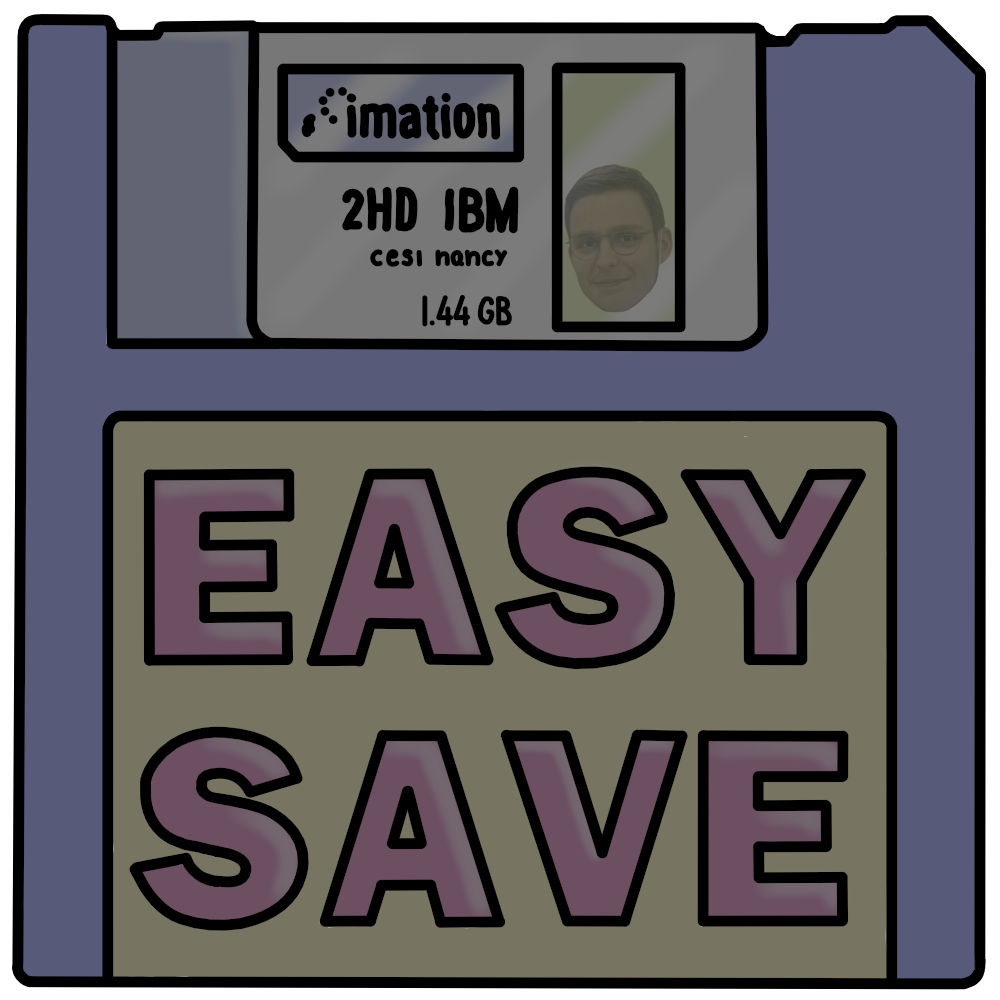 imation
2HD IBM
cesi nancy
1.44 GB
EASY
SAVE